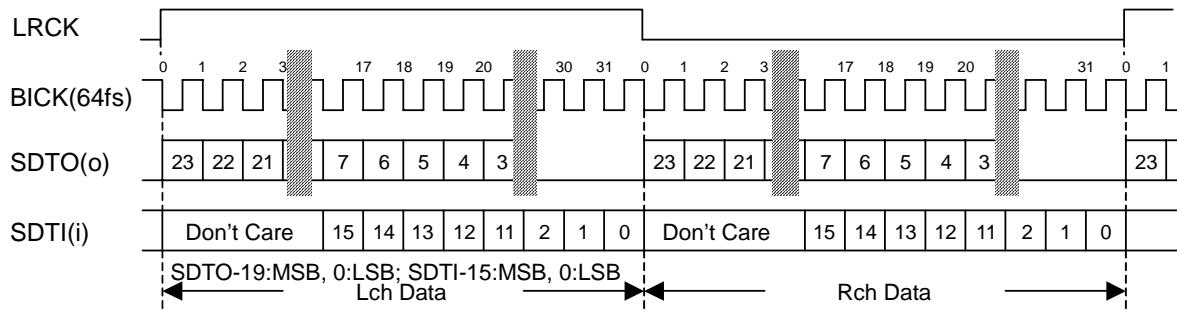 LRCK
0 1 2 3 17 18 19 20 30 31 0 1 2 3 17 18 19 20 31 0 1
BICK(64fs)
SDTO(o) 23 22 21 7 6 5 4 3 23 22 21 7 6 5 4 3 23
SDTI(i) Don't Care 15 14 13 12 11 2 1 0 Don't Care 15 14 13 12 11 2 1 0
SDTO-19:MSB, 0:LSB; SDTI-15:MSB, 0:LSB
Lch Data Rch Data